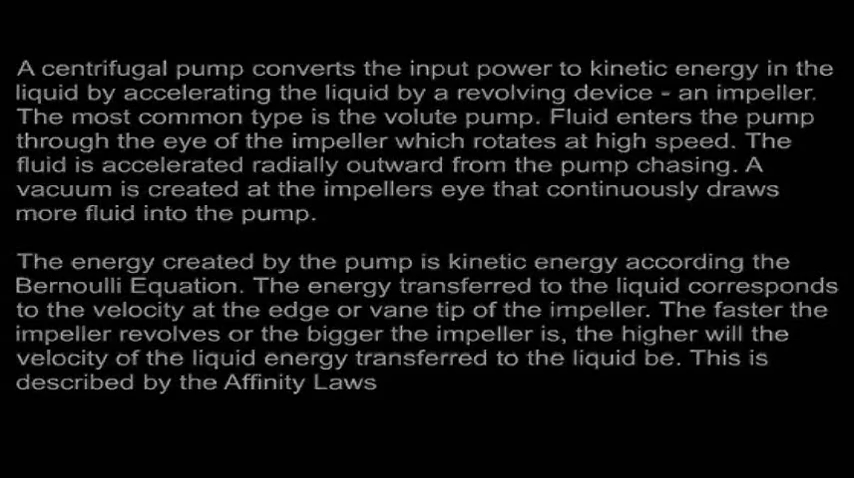 A centrifugal pump converts the input power to kinetic energy in the
liquid by accelerating the liquid by a revolving device - an impeller.
The most common type is the volute pump. Fluid enters the pump
through the eye of the impeller which rotates at high speed. The
fluid is accelerated radially outward from the pump chasing. A
vacuum is created at the impellers eye that continuously draws
more fluid into the pump.
The energy created by the pump is kinetic energy according the
Bernoulli Equation. The energy transferred to the liquid corresponds
to the velocity at the edge or vane tip of the impeller. The faster the
impeller revolves or the bigger the impeller is, the higher will the
velocity of the liquid energy transferred to the liquid be. This is
described by the Affinity Laws